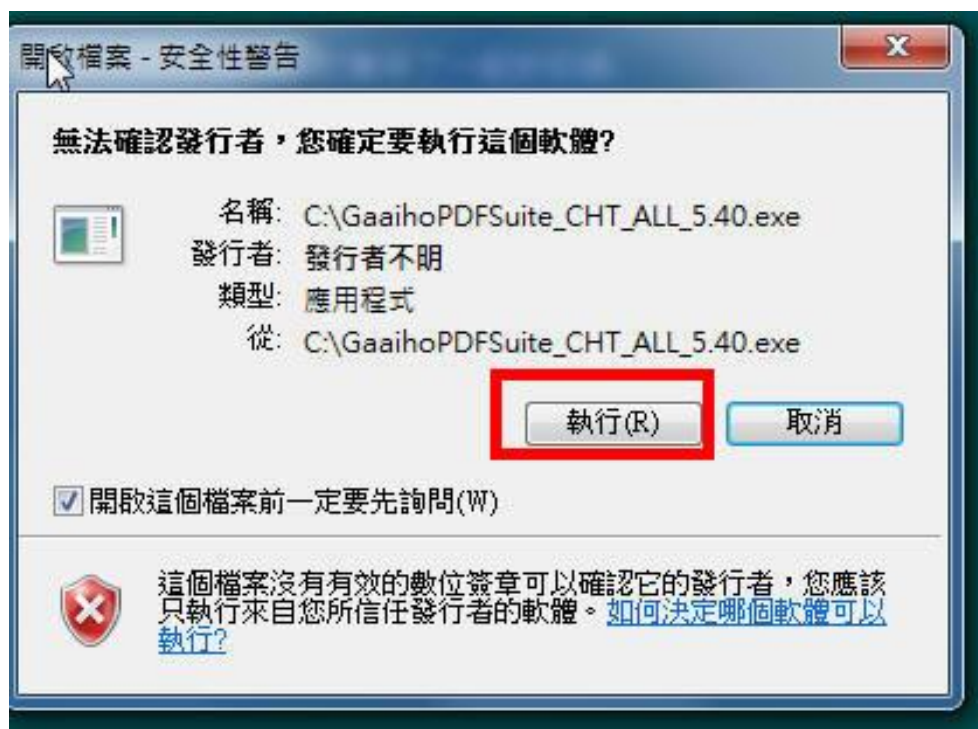 開啟檔案 - 安全性警告
無法確認發行者，您確定要執行這個軟體?
名稱: C:\GaaihoPDFSuite_CHT_ALL_5.40.exe
發行者: 發行者不明
類型: 應用程式
從: C:\GaaihoPDFSuite_CHT_ALL_5.40.exe
執行(R) 取消
開啟這個檔案前一定要先詢問(W)
這個檔案沒有有效的數位簽章可以確認它的發行者，您應該
只執行來自您所信任發行者的軟體。如何決定哪個軟體可以
執行?